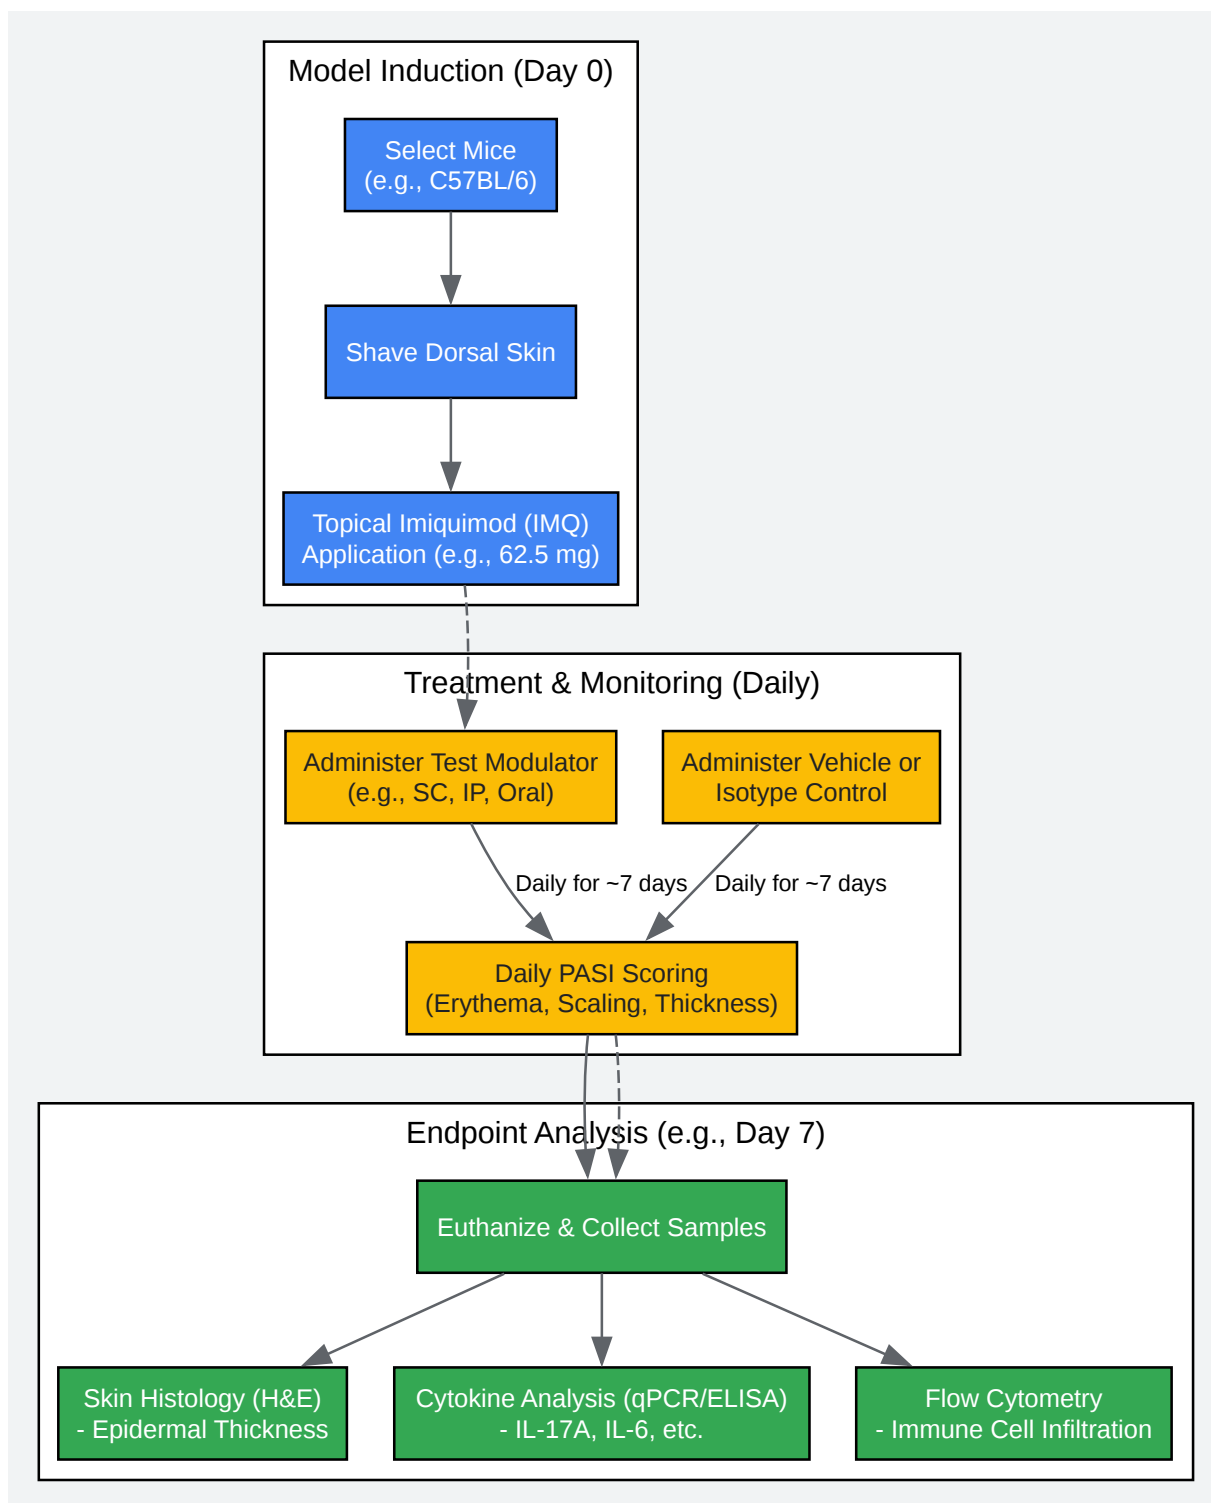 Model Induction (Day 0)
Select Mice
(e.g., C57BL/6)
Shave Dorsal Skin
Topical Imiquimod (IMQ)
Application (e.g., 62.5 mg)
Treatment & Monitoring (Daily)
Administer Test Modulator
(e.g., SC, IP, Oral)
Administer Vehicle or
Isotype Control
Daily for ~7 days
Daily for ~7 days
Daily PASI Scoring
(Erythema, Scaling, Thickness)
Endpoint Analysis (e.g., Day 7)
Euthanize & Collect Samples
Skin Histology (H&E)
- Epidermal Thickness
Cytokine Analysis (qPCR/ELISA)
- IL-17A, IL-6, etc.
Flow Cytometry
- Immune Cell Infiltration